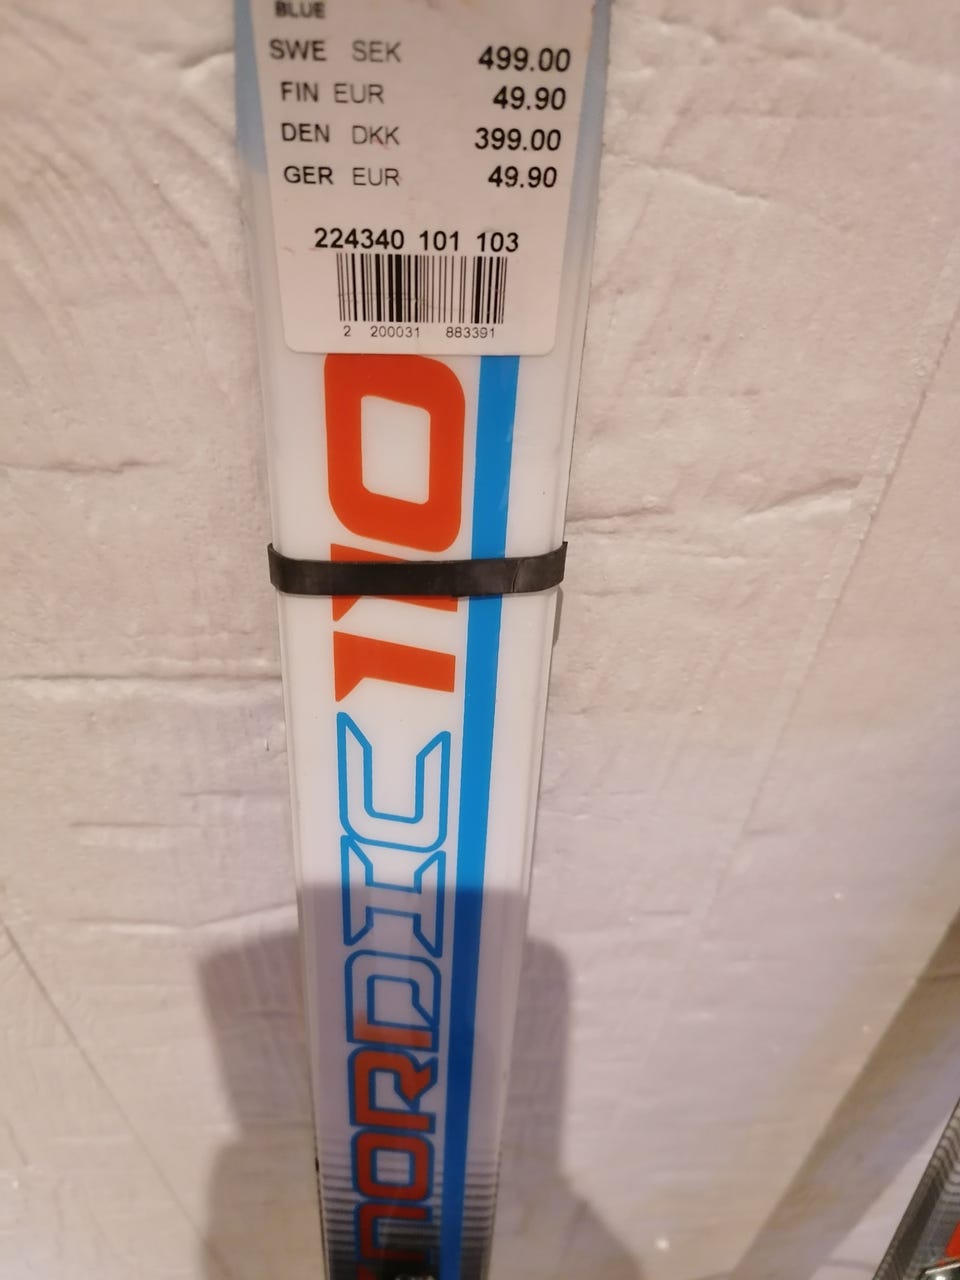 BLUE
SWE SEK 499.00
FIN EUR 49.90
DEN DKK 399.00
GER EUR 49.90
224340 101 103
2 200031 883391
NORDIC 110